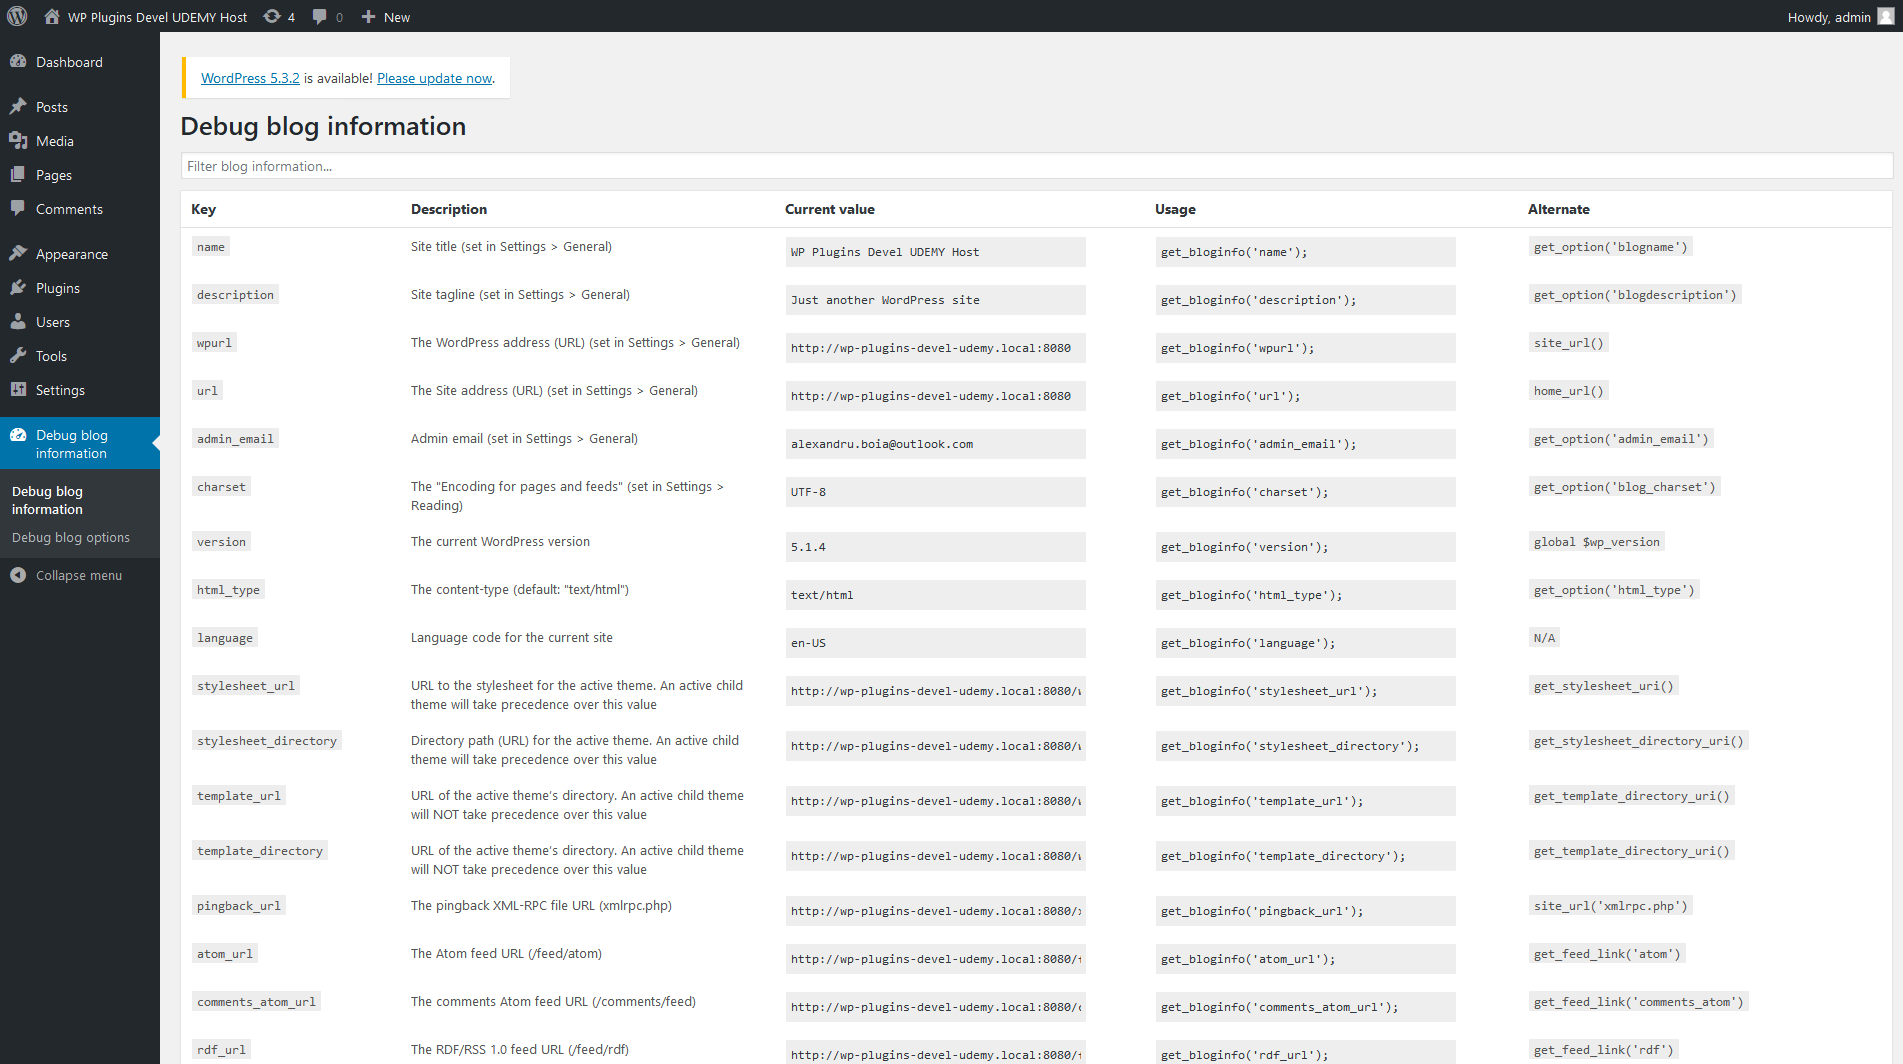 WP Plugins Devel UDEMY Host 4 0 New Howdy, admin
Dashboard
Posts
Media
Pages
Comments
Appearance
Plugins
Users
Tools
Settings
Debug blog
information
Debug blog
information
Debug blog options
Collapse menu
WordPress 5.3.2 is available! Please update now.
Debug blog information
Filter blog information...
Key Description Current value Usage Alternate
name Site title (set in Settings > General) WP Plugins Devel UDEMY Host get_bloginfo('name'); get_option('blogname')
description Site tagline (set in Settings > General) Just another WordPress site get_bloginfo('description'); get_option('blogdescription')
wpurl The WordPress address (URL) (set in Settings > General) http://wp-plugins-devel-udemy.local:8080 get_bloginfo('wpurl'); site_url()
url The Site address (URL) (set in Settings > General) http://wp-plugins-devel-udemy.local:8080 get_bloginfo('url'); home_url()
admin_email Admin email (set in Settings > General) alexandru.boia@outlook.com get_bloginfo('admin_email'); get_option('admin_email')
charset The "Encoding for pages and feeds" (set in Settings > UTF-8 get_bloginfo('charset'); get_option('blog_charset')
Reading)
version The current WordPress version 5.1.4 get_bloginfo('version'); global $wp_version
html_type The content-type (default: "text/html") text/html get_bloginfo('html_type'); get_option('html_type')
language Language code for the current site en-US get_bloginfo('language'); N/A
stylesheet_url URL to the stylesheet for the active theme. An active child http://wp-plugins-devel-udemy.local:8080/ get_bloginfo('stylesheet_url'); get_stylesheet_uri()
theme will take precedence over this value
stylesheet_directory Directory path (URL) for the active theme. An active child http://wp-plugins-devel-udemy.local:8080/ get_bloginfo('stylesheet_directory'); get_stylesheet_directory_uri()
theme will take precedence over this value
template_url URL of the active theme's directory. An active child theme http://wp-plugins-devel-udemy.local:8080/ get_bloginfo('template_url'); get_template_directory_uri()
will NOT take precedence over this value
template_directory URL of the active theme's directory. An active child theme http://wp-plugins-devel-udemy.local:8080/ get_bloginfo('template_directory'); get_template_directory_uri()
will NOT take precedence over this value
pingback_url The pingback XML-RPC file URL (xmlrpc.php) http://wp-plugins-devel-udemy.local:8080/ get_bloginfo('pingback_url'); site_url('xmlrpc.php')
atom_url The Atom feed URL (/feed/atom) http://wp-plugins-devel-udemy.local:8080/ get_bloginfo('atom_url'); get_feed_link('atom')
comments_atom_url The comments Atom feed URL (/comments/feed) http://wp-plugins-devel-udemy.local:8080/ get_bloginfo('comments_atom_url'); get_feed_link('comments_atom')
rdf_url The RDF/RSS 1.0 feed URL (/feed/rdf) http://wp-plugins-devel-udemy.local:8080/ get_bloginfo('rdf_url'); get_feed_link('rdf')